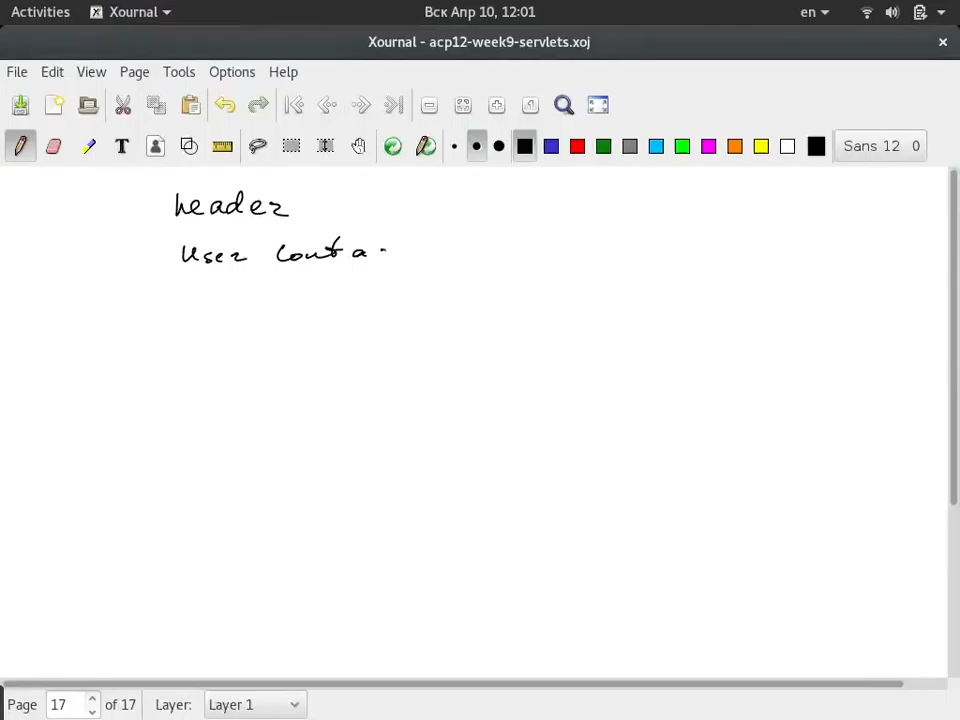 Activities Xournal Вск Апр 10, 12:01 en
Xournal - acp12-week9-servlets.xoj
File Edit View Page Tools Options Help
Sans 12 0
header
User conta
Page 17 of 17 Layer: Layer 1